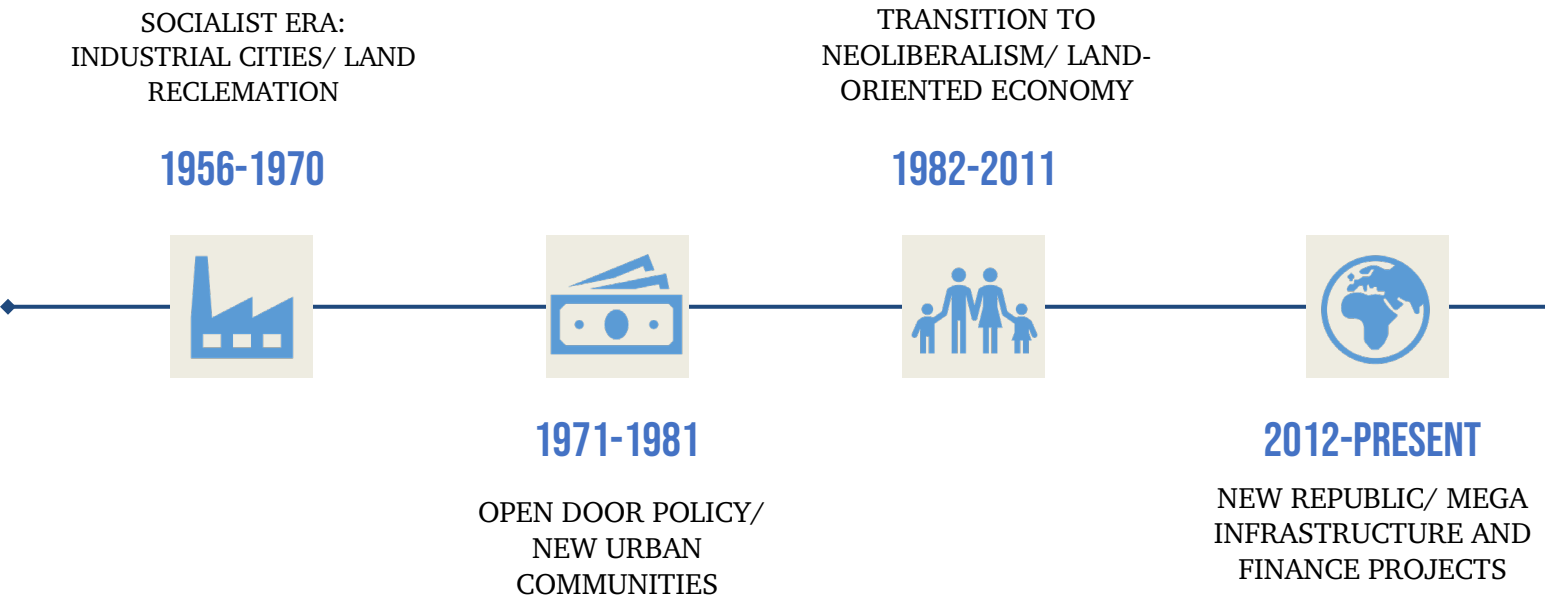 SOCIALIST ERA:
INDUSTRIAL CITIES/ LAND
RECLEMATION
1956-1970
1971-1981
OPEN DOOR POLICY/
NEW URBAN
COMMUNITIES
TRANSITION TO
NEOLIBERALISM/ LAND-
ORIENTED ECONOMY
1982-2011
2012-PRESENT
NEW REPUBLIC/ MEGA
INFRASTRUCTURE AND
FINANCE PROJECTS